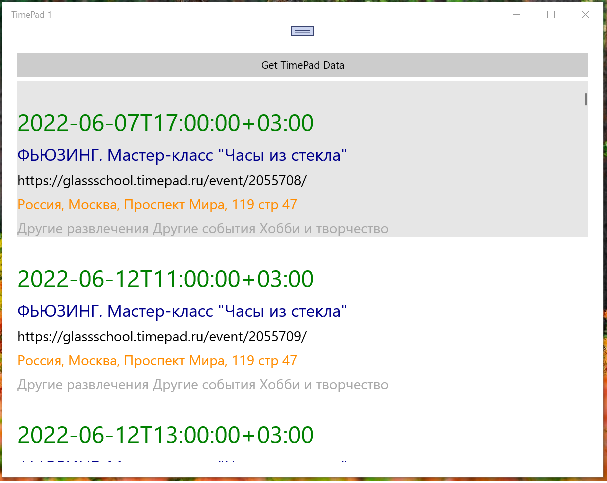 TimePad 1
Get TimePad Data
2022-06-07T17:00:00+03:00
ФЬЮЗИНГ. Мастер-класс "Часы из стекла"
https://glassschool.timepad.ru/event/2055708/
Россия, Москва, Проспект Мира, 119 стр 47
Другие развлечения Другие события Хобби и творчество
2022-06-12T11:00:00+03:00
ФЬЮЗИНГ. Мастер-класс "Часы из стекла"
https://glassschool.timepad.ru/event/2055709/
Россия, Москва, Проспект Мира, 119 стр 47
Другие развлечения Другие события Хобби и творчество
2022-06-12T13:00:00+03:00